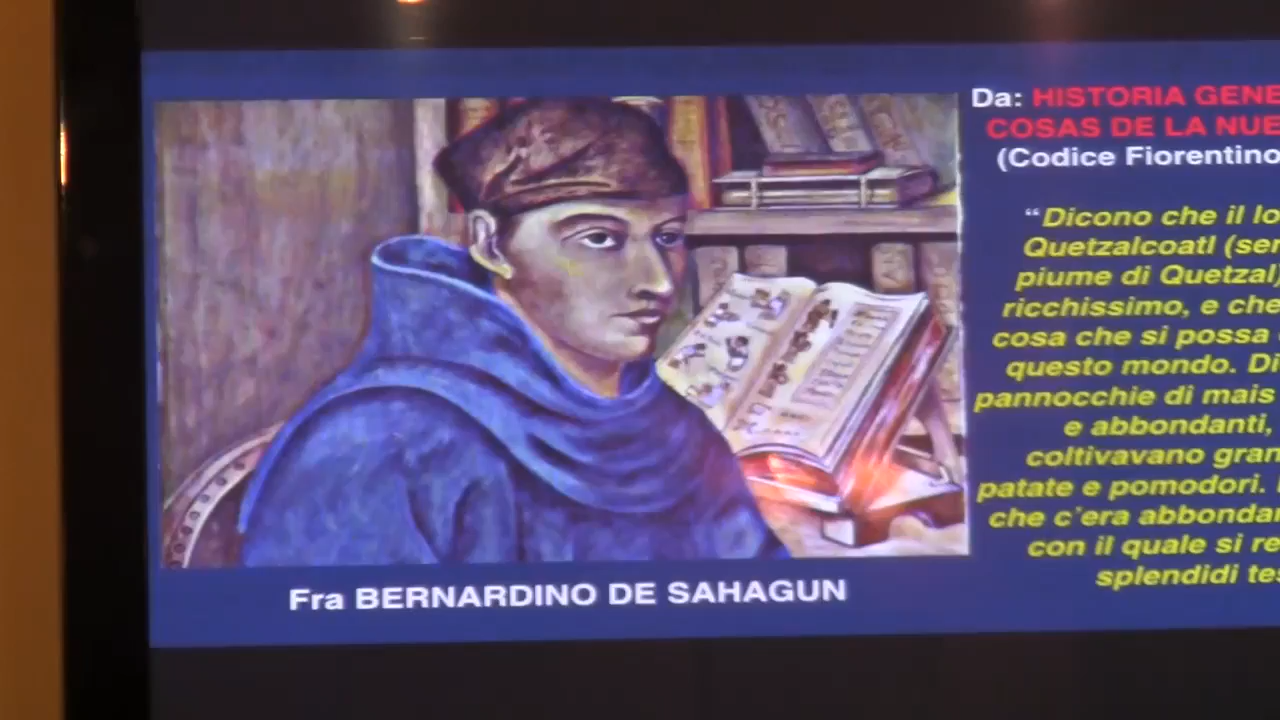 Da: HISTORIA GENE
COSAS DE LA NUE
(Codice Fiorentino
“Dicono che il lo
Quetzalcoatl (ser
piume di Quetzal)
ricchissimo, e che
cosa che si possa
questo mondo. Di
pannocchie di mais
e abbondanti,
coltivavano gran
patate e pomodori.
che c'era abbondan
con il quale si re
splendidi tes
Fra BERNARDINO DE SAHAGUN